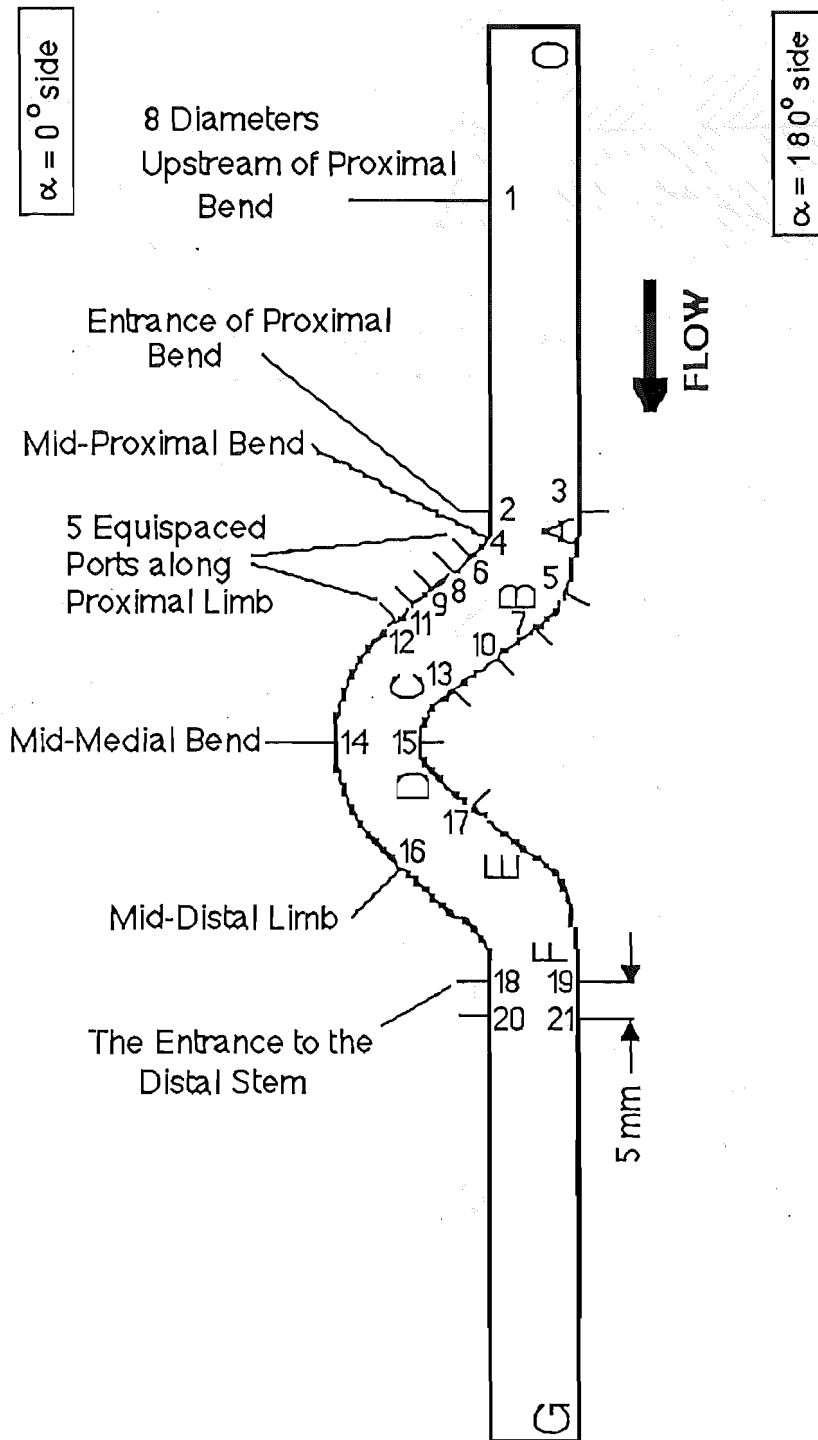 α = 0° side
α = 180° side
O
8 Diameters
Upstream of Proximal
Bend
1
FLOW
Entrance of Proximal
Bend
2
3
A
Mid-Proximal Bend
4
5 Equispaced
Ports along
Proximal Limb
6
5
8
B
9
7
11
10
12
C
13
Mid-Medial Bend
14
15
D
17
16
E
Mid-Distal Limb
F
18
19
20
21
The Entrance to the
Distal Stem
5 mm
G